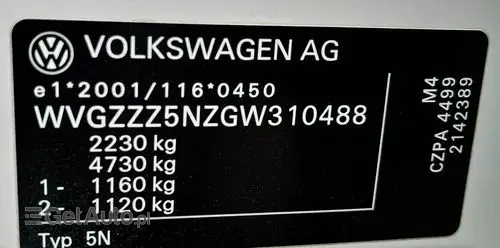 VOLKSWAGEN AG
e1*2001/116*0450
WVGZZZ5NZGW310488
2230 kg
4730 kg
1- 1160 kg
2- 1120 kg
Typ 5N
M4
CZPA 4499
2142389
GetAuto.pl